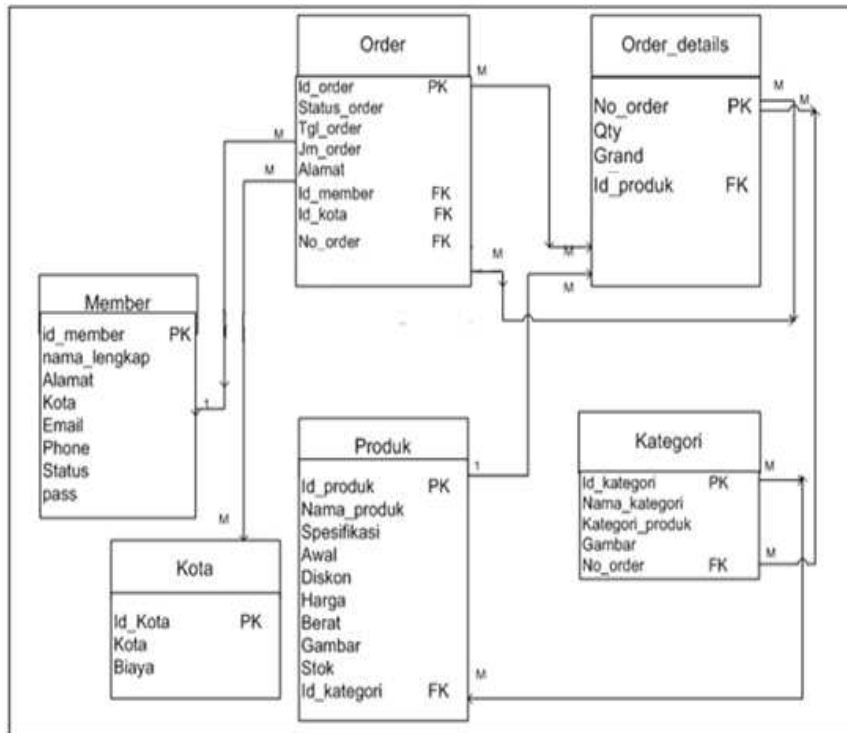 Order
Id_order PK
Status_order
Tgl_order
Jm_order
Alamat
Id_member FK
Id_kota FK
No_order FK
M
M
M
M
1
Order_details
No_order PK
Qty
Grand
Id_produk FK
M
M
M
M
Member
id_member PK
nama_lengkap
Alamat
Kota
Email
Phone
Status
pass
1
M
Kota
Id_Kota PK
Kota
Biaya
Produk
Id_produk PK
Nama_produk
Spesifikasi
Awal
Diskon
Harga
Berat
Gambar
Stok
Id_kategori FK
1
M
Kategori
Id_kategori PK
Nama_kategori
Kategori_produk
Gambar
No_order FK
M
M